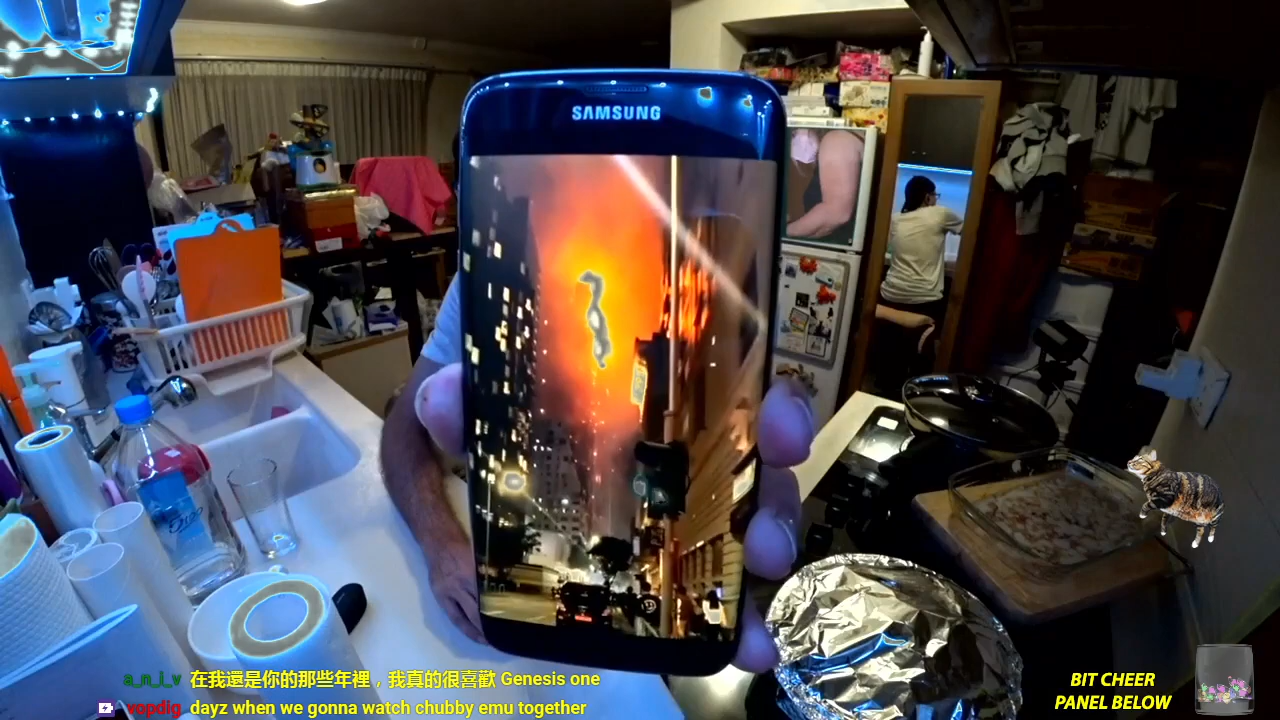 SAMSUNG
a_n_i_v 在我還是你的那些年裡，我真的很喜歡 Genesis one
vopdig dayz when we gonna watch chubby emu together
BIT CHEER
PANEL BELOW